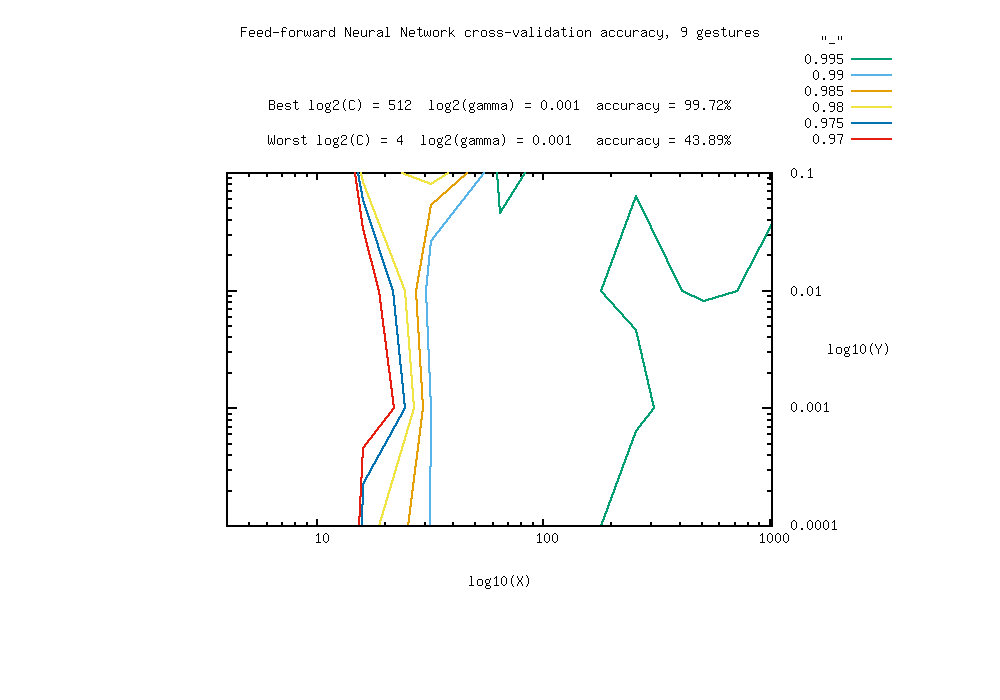 Feed-forward Neural Network cross-validation accuracy, 9 gestures
"_"
0.995
0.99
0.985
0.98
0.975
0.97
Best log2(C) = 512  log2(gamma) = 0.001  accuracy = 99.72%
Worst log2(C) = 4  log2(gamma) = 0.001   accuracy = 43.89%
0.1
0.01
log10(Y)
0.001
0.0001
10
100
1000
log10(X)